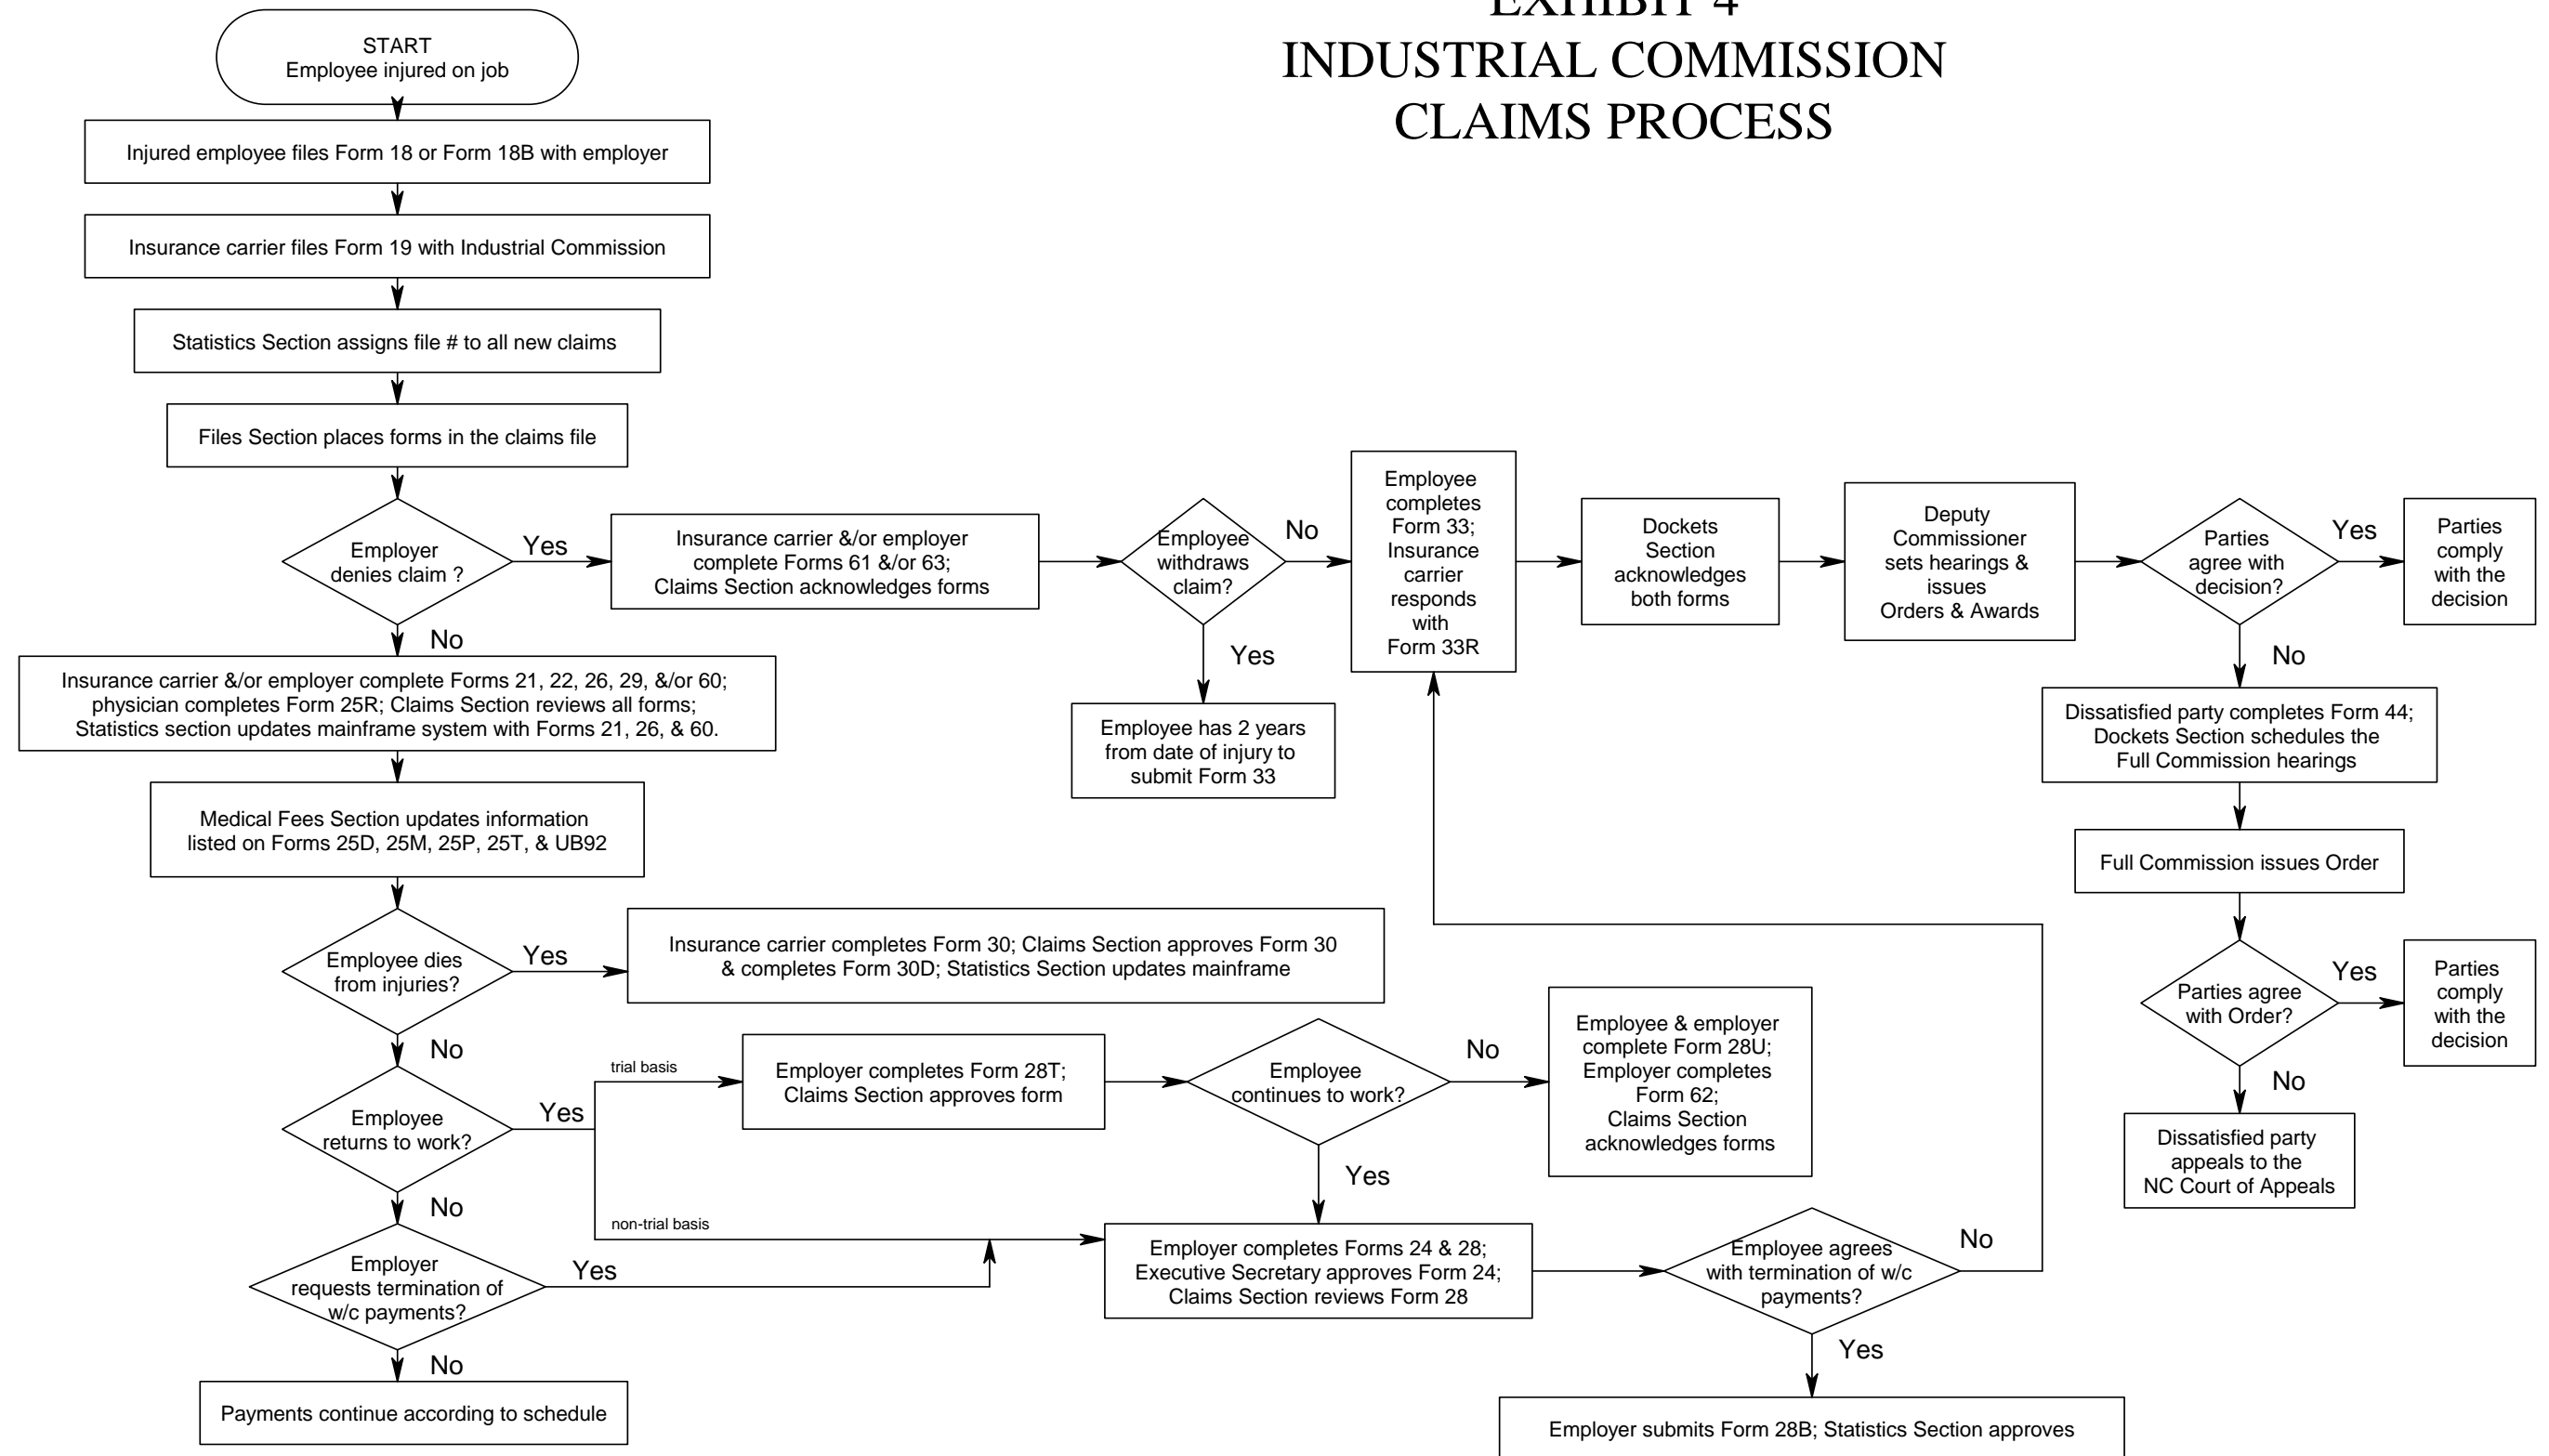 EXHIBIT 4
INDUSTRIAL COMMISSION
CLAIMS PROCESS
START
Employee injured on job
Injured employee files Form 18 or Form 18B with employer
Insurance carrier files Form 19 with Industrial Commission
Statistics Section assigns file # to all new claims
Files Section places forms in the claims file
Employer
denies claim ?
Yes
No
Insurance carrier &/or employer
complete Forms 61 &/or 63;
Claims Section acknowledges forms
Employee
withdraws
claim?
No
Yes
Employee has 2 years
from date of injury to
submit Form 33
Employee
completes
Form 33;
Insurance
carrier
responds
with
Form 33R
Dockets
Section
acknowledges
both forms
Deputy
Commissioner
sets hearings &
issues
Orders & Awards
Parties
agree with
decision?
Yes
Parties
comply
with the
decision
No
Dissatisfied party completes Form 44;
Dockets Section schedules the
Full Commission hearings
Full Commission issues Order
Parties agree
with Order?
Yes
Parties
comply
with the
decision
No
Dissatisfied party
appeals to the
NC Court of Appeals
Insurance carrier &/or employer complete Forms 21, 22, 26, 29, &/or 60;
physician completes Form 25R; Claims Section reviews all forms;
Statistics section updates mainframe system with Forms 21, 26, & 60.
Medical Fees Section updates information
listed on Forms 25D, 25M, 25P, 25T, & UB92
Employee dies
from injuries?
Yes
Insurance carrier completes Form 30; Claims Section approves Form 30
& completes Form 30D; Statistics Section updates mainframe
No
Employee
returns to work?
Yes
trial basis
Employer completes Form 28T;
Claims Section approves form
Employee
continues to work?
No
Employee & employer
complete Form 28U;
Employer completes
Form 62;
Claims Section
acknowledges forms
Yes
non-trial basis
No
Employer
requests termination of
w/c payments?
Yes
Employer completes Forms 24 & 28;
Executive Secretary approves Form 24;
Claims Section reviews Form 28
Employee agrees
with termination of w/c
payments?
No
Yes
Employer submits Form 28B; Statistics Section approves
No
Payments continue according to schedule